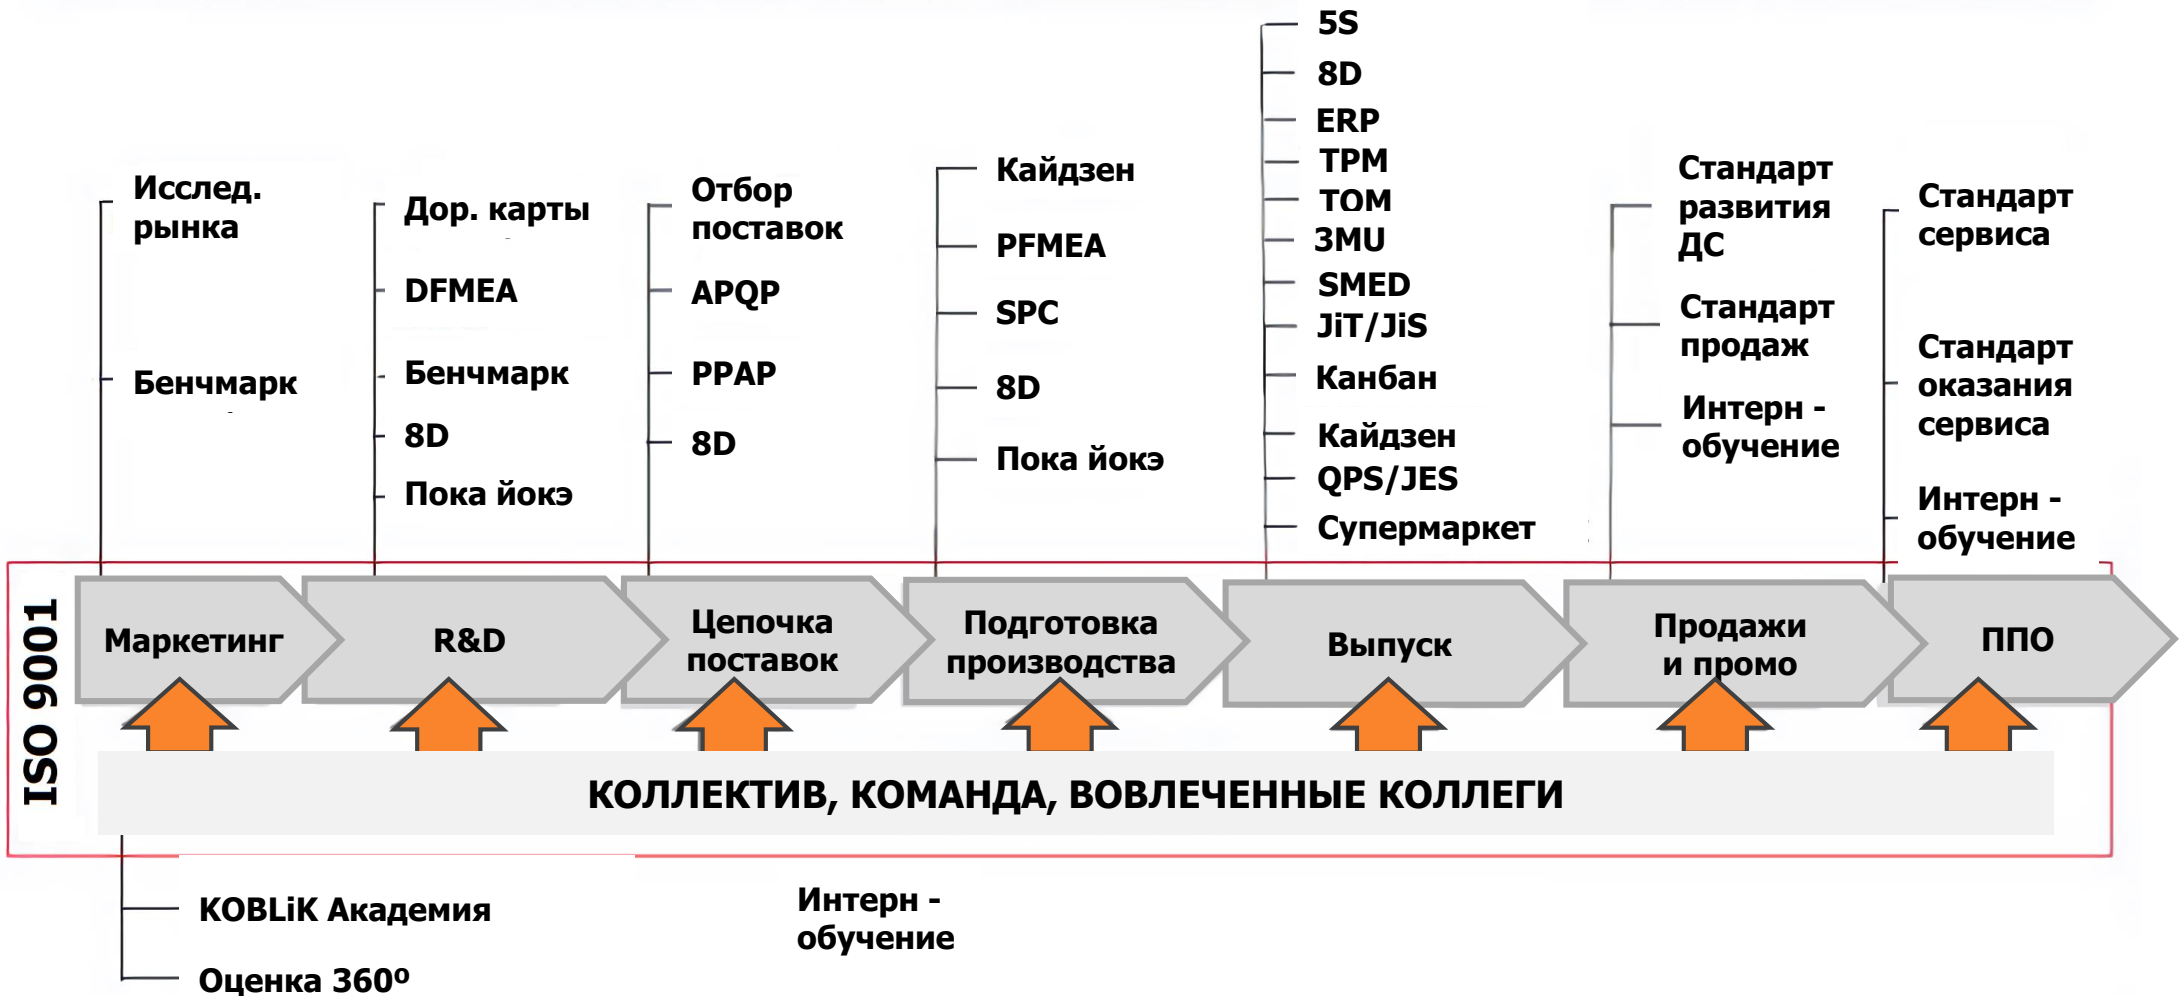 Исслед.
рынка
Бенчмарк
Дор. карты
DFMEA
Бенчмарк
8D
Пока йокэ
Отбор
поставок
APQP
PPAP
8D
Кайдзен
PFMEA
SPC
8D
Пока йокэ
5S
8D
ERP
TPM
TOM
3MU
SMED
JiT/JiS
Канбан
Кайдзен
QPS/JES
Супермаркет
Стандарт
развития
ДС
Стандарт
продаж
Интерн -
обучение
Стандарт
сервиса
Стандарт
оказания
сервиса
Интерн -
обучение
ISO 9001
Маркетинг
R&D
Цепочка
поставок
Подготовка
производства
Выпуск
Продажи
и промо
ППО
КОЛЛЕКТИВ, КОМАНДА, ВОВЛЕЧЕННЫЕ КОЛЛЕГИ
KOBLiK Академия
Оценка 360º
Интерн -
обучение